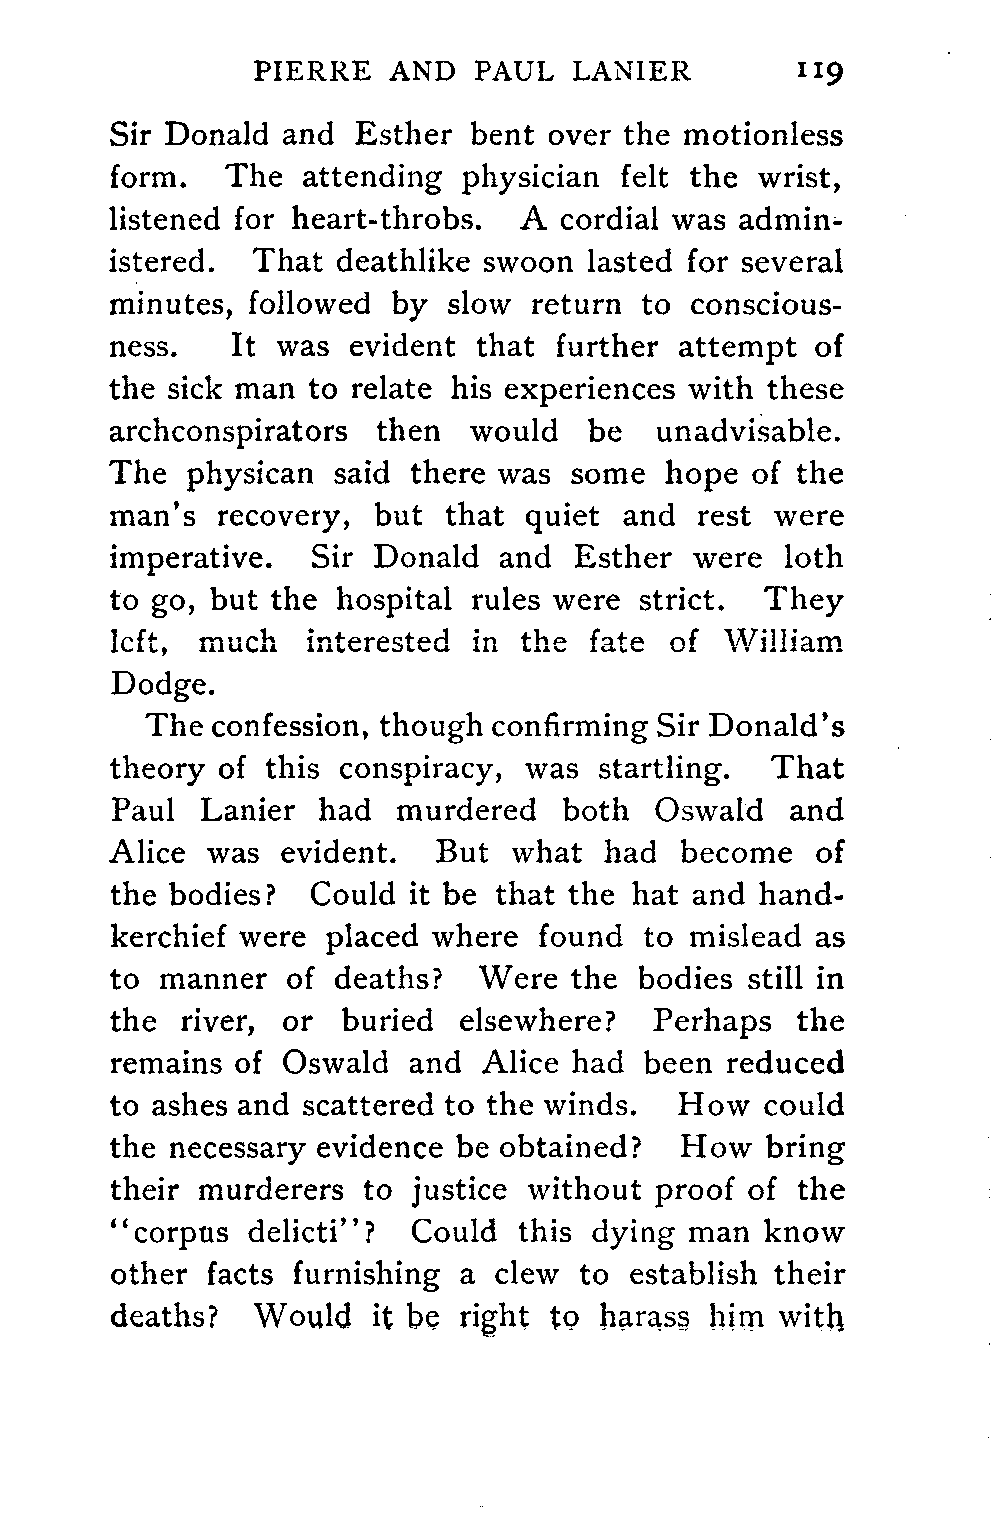 PIERRE AND PAUL LANIER 119
Sir Donald and Esther bent over the motionless
form. The attending physician felt the wrist,
listened for heart-throbs. A cordial was admin-
istered. That deathlike swoon lasted for several
minutes, followed by slow return to conscious-
ness. It was evident that further attempt of
the sick man to relate his experiences with these
archconspirators then would be unadvisable.
The physican said there was some hope of the
man's recovery, but that quiet and rest were
imperative. Sir Donald and Esther were loth
to go, but the hospital rules were strict. They
left, much interested in the fate of William
Dodge.
The confession, though confirming Sir Donald's
theory of this conspiracy, was startling. That
Paul Lanier had murdered both Oswald and
Alice was evident. But what had become of
the bodies? Could it be that the hat and hand-
kerchief were placed where found to mislead as
to manner of deaths? Were the bodies still in
the river, or buried elsewhere? Perhaps the
remains of Oswald and Alice had been reduced
to ashes and scattered to the winds. How could
the necessary evidence be obtained? How bring
their murderers to justice without proof of the
"corpus delicti"? Could this dying man know
other facts furnishing a clew to establish their
deaths? Would it be right to harass him with